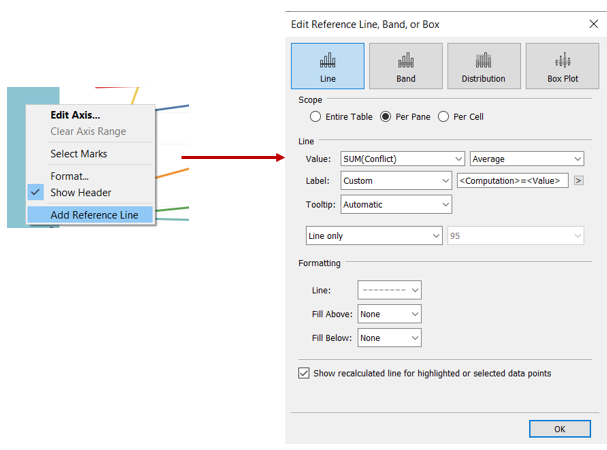 Edit Axis...
Clear Axis Range
Select Marks
Format...
Show Header
Add Reference Line
Edit Reference Line, Band, or Box
Line Band Distribution Box Plot
Scope
Entire Table Per Pane Per Cell
Line
Value: SUM(Conflict) Average
Label: Custom <Computation>=<Value> >
Tooltip: Automatic
Line only 95
Formatting
Line:
Fill Above: None
Fill Below: None
Show recalculated line for highlighted or selected data points
OK